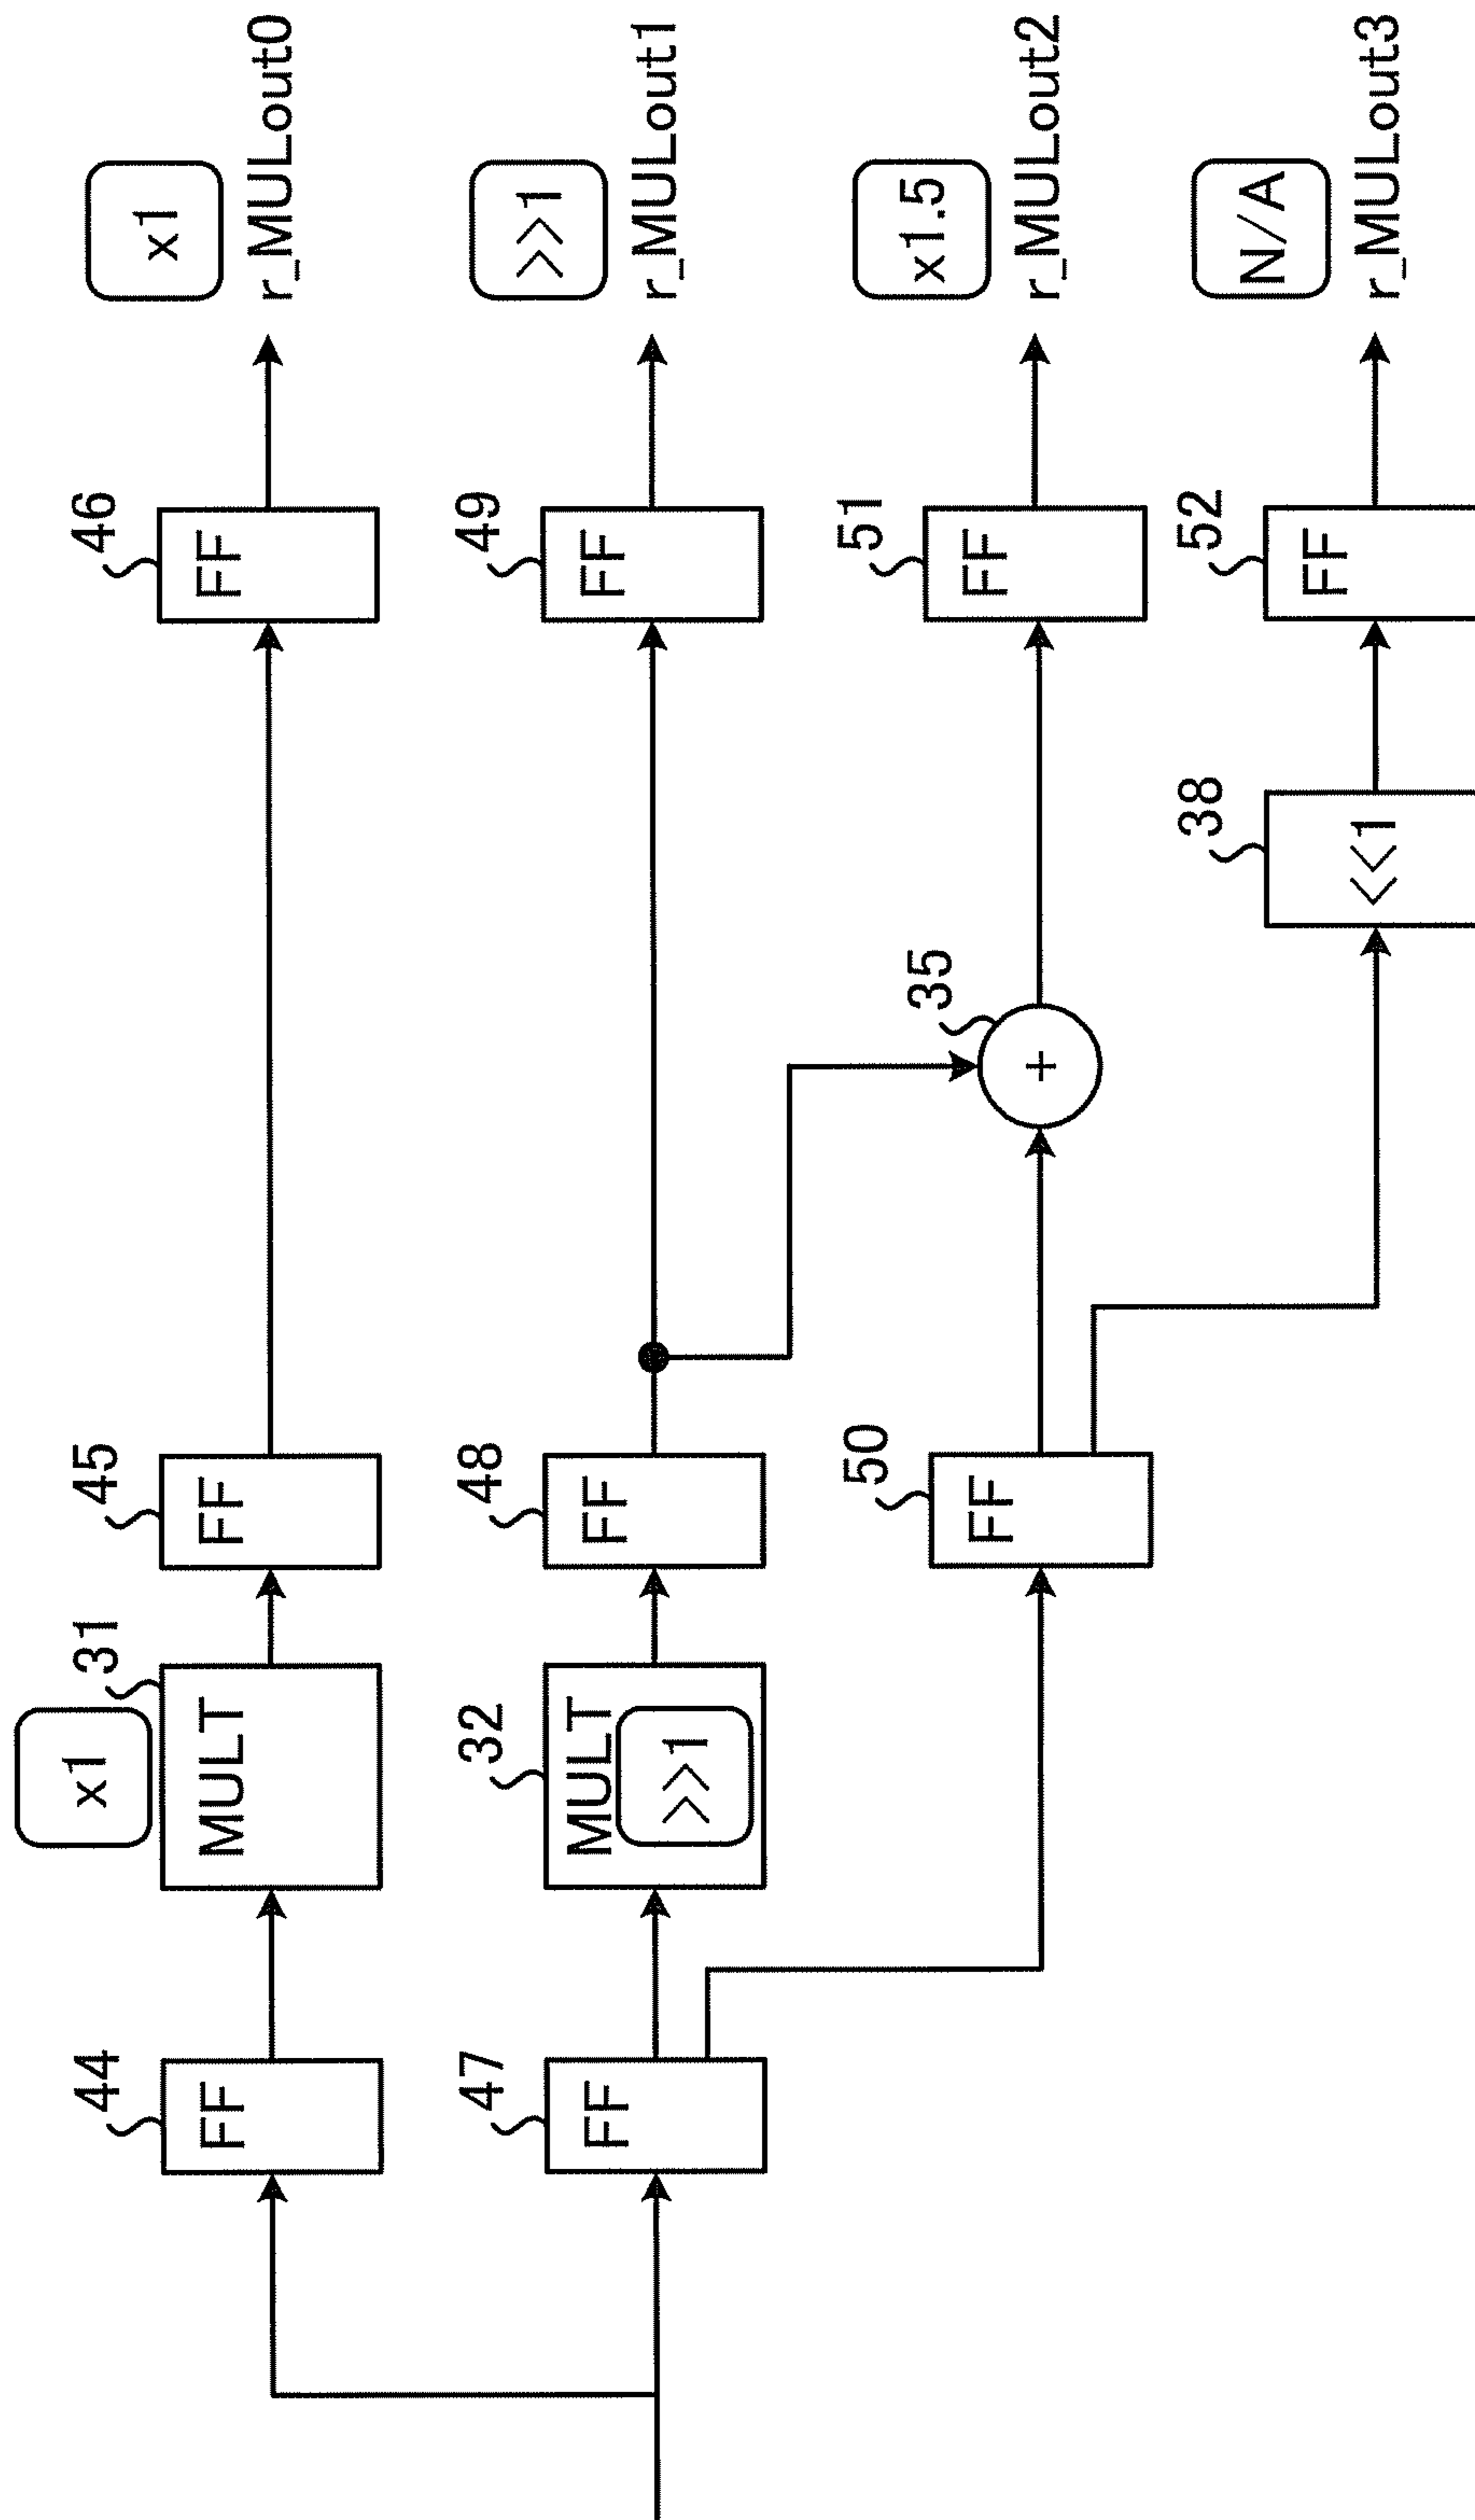 44
FF
x1
31
MULT
45
FF
46
FF
x1
r_MULout0
47
FF
32
MULT
>>1
48
FF
49
FF
>>1
r_MULout1
50
FF
35
+
51
FF
x1.5
r_MULout2
38
<<1
52
FF
N/A
r_MULout3